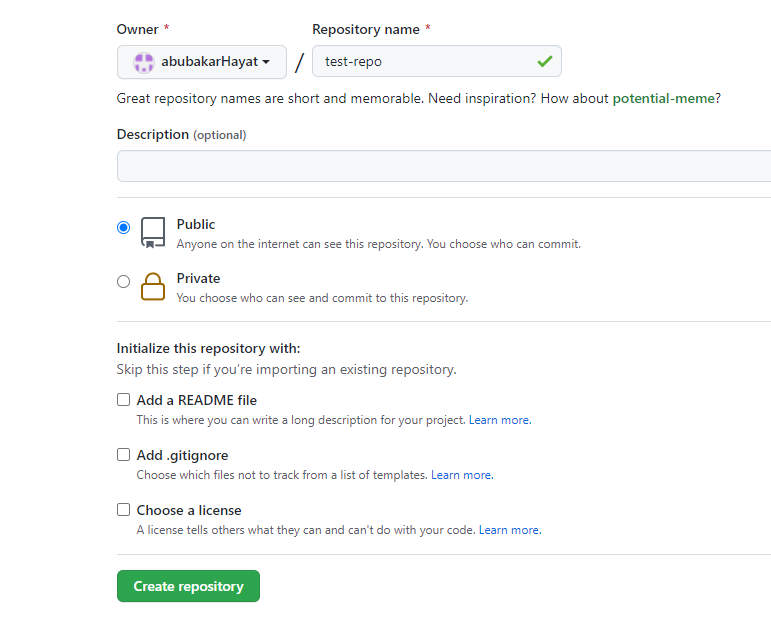 Owner * Repository name *
abubakarHayat / test-repo
Great repository names are short and memorable. Need inspiration? How about potential-meme?
Description (optional)
Public
Anyone on the internet can see this repository. You choose who can commit.
Private
You choose who can see and commit to this repository.
Initialize this repository with:
Skip this step if you’re importing an existing repository.
Add a README file
This is where you can write a long description for your project. Learn more.
Add .gitignore
Choose which files not to track from a list of templates. Learn more.
Choose a license
A license tells others what they can and can't do with your code. Learn more.
Create repository